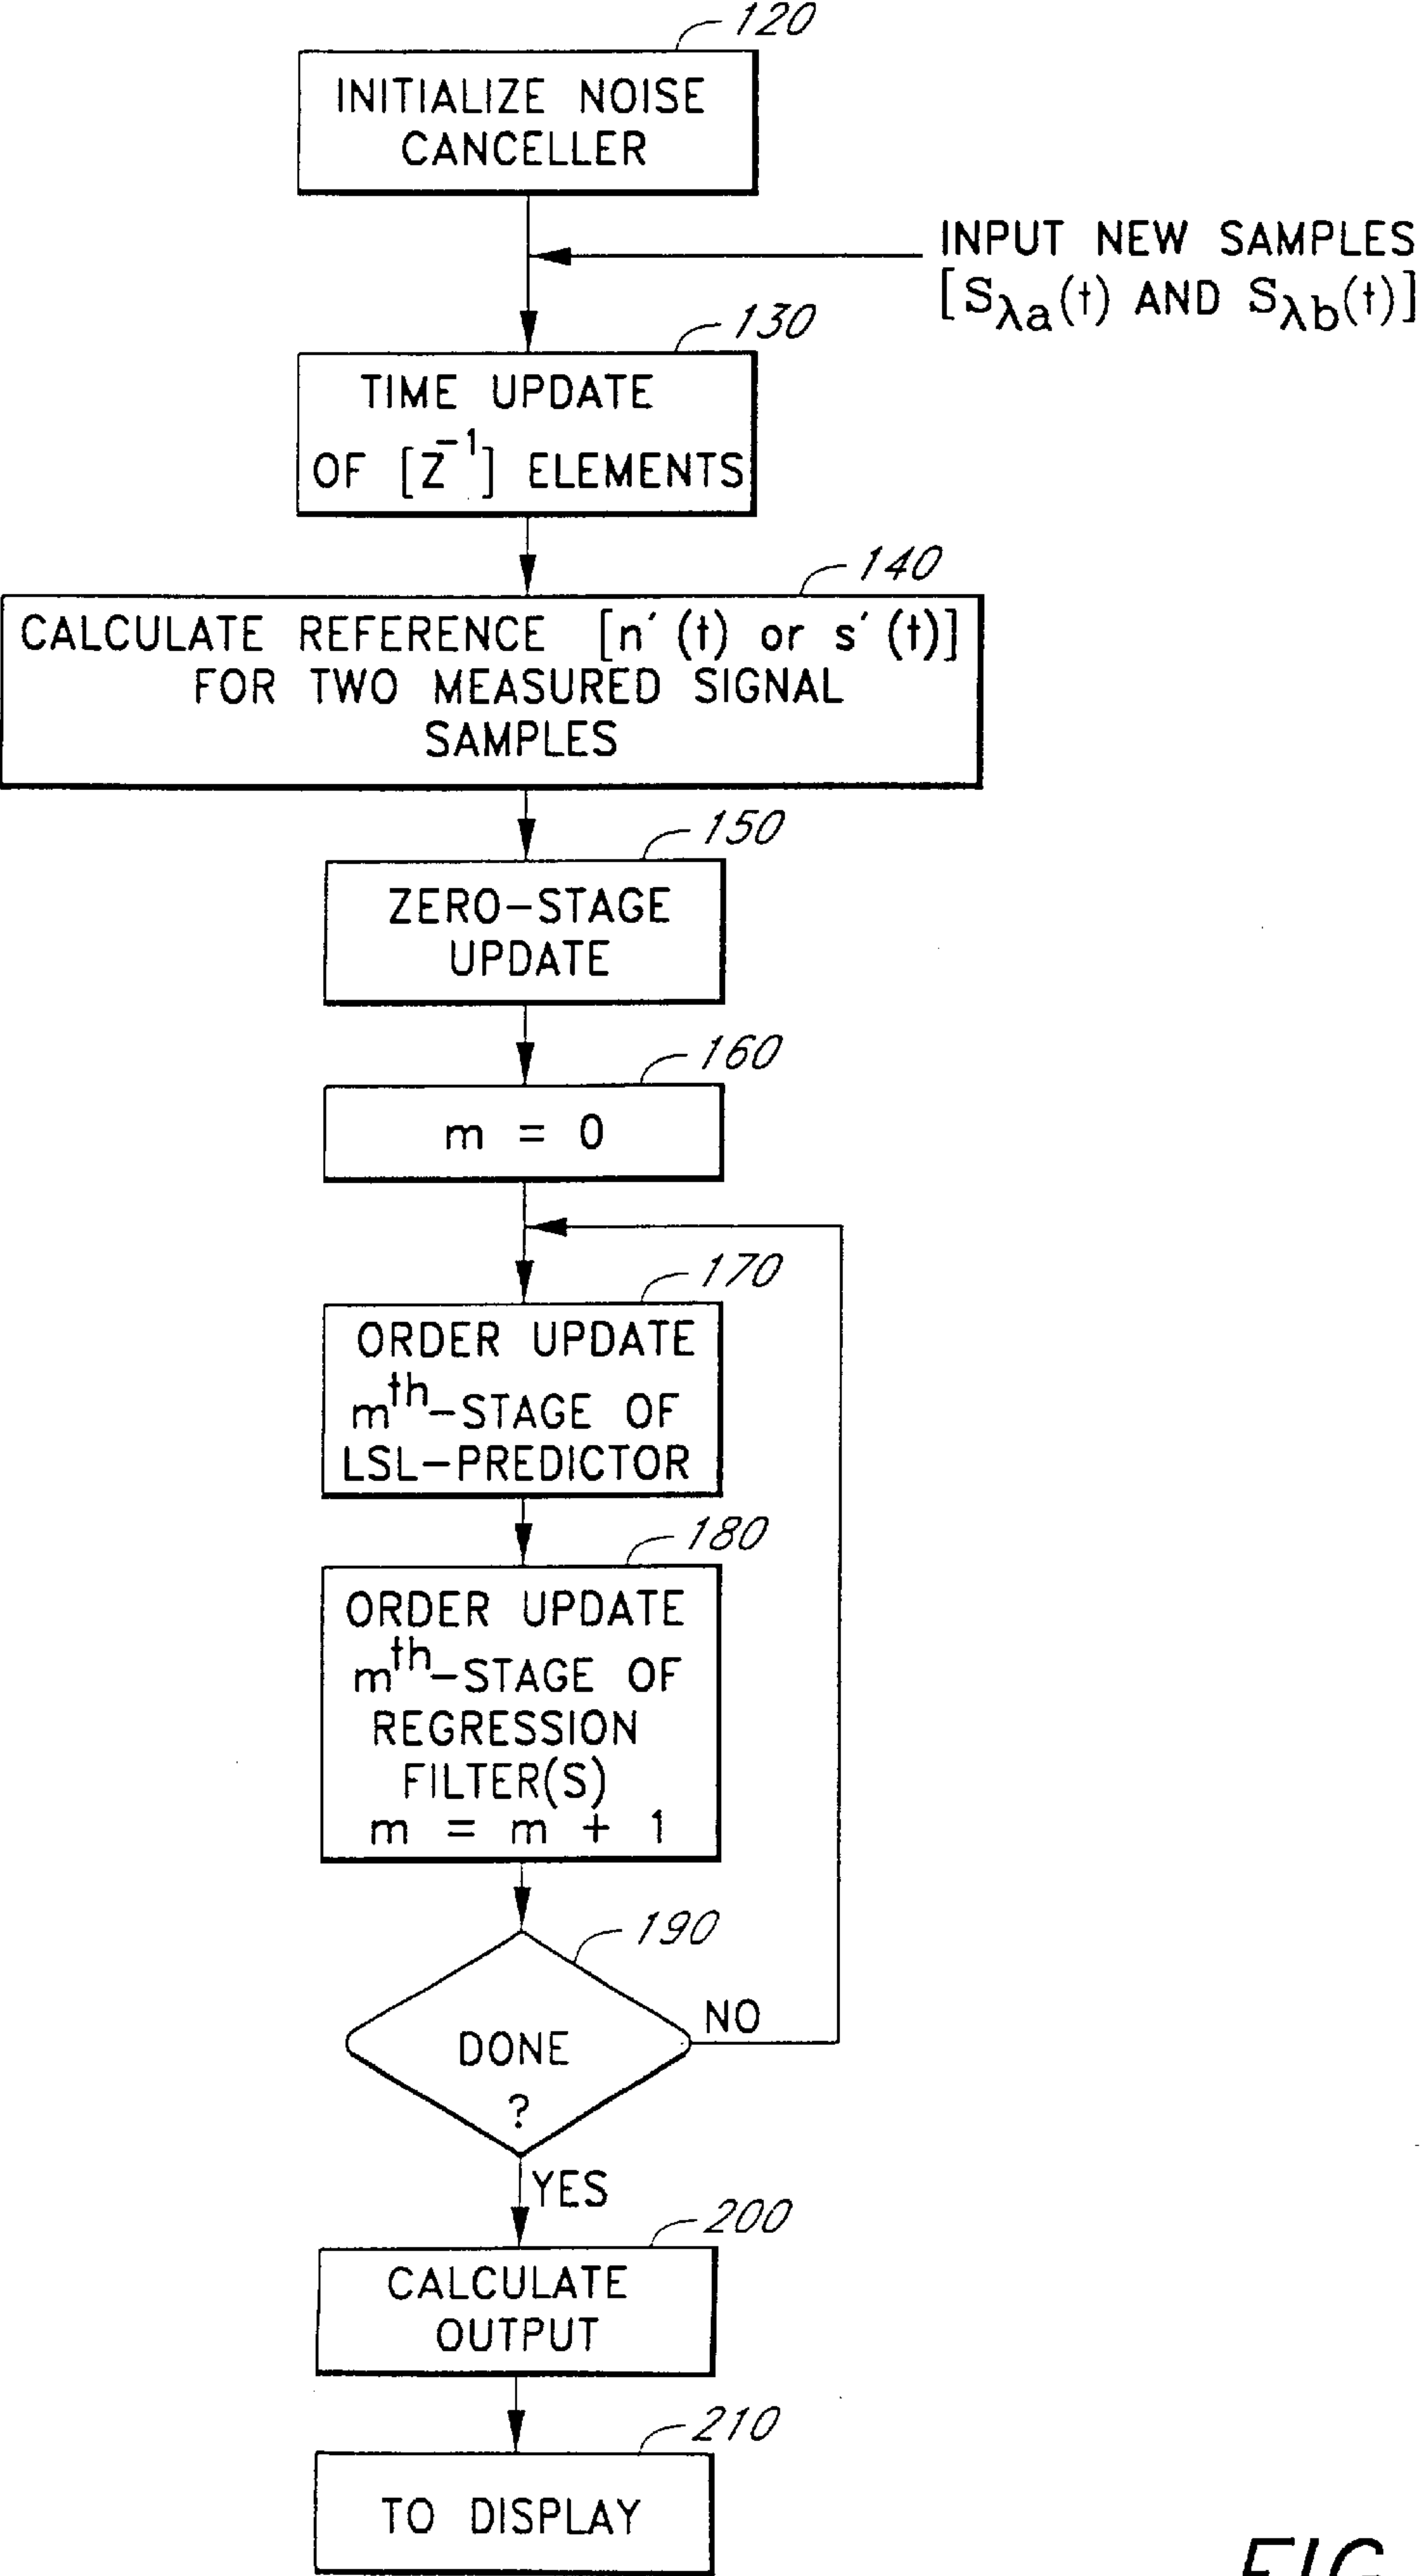 120
INITIALIZE NOISE
CANCELLER
INPUT NEW SAMPLES
[Sλa(t) AND Sλb(t)]
130
TIME UPDATE
OF [Z⁻¹] ELEMENTS
140
CALCULATE REFERENCE [n′(t) or s′(t)]
FOR TWO MEASURED SIGNAL
SAMPLES
150
ZERO-STAGE
UPDATE
160
m = 0
170
ORDER UPDATE
mᵗʰ-STAGE OF
LSL-PREDICTOR
180
ORDER UPDATE
mᵗʰ-STAGE OF
REGRESSION
FILTER(S)
m = m + 1
190
NO
DONE
?
YES
200
CALCULATE
OUTPUT
210
TO DISPLAY
FIG